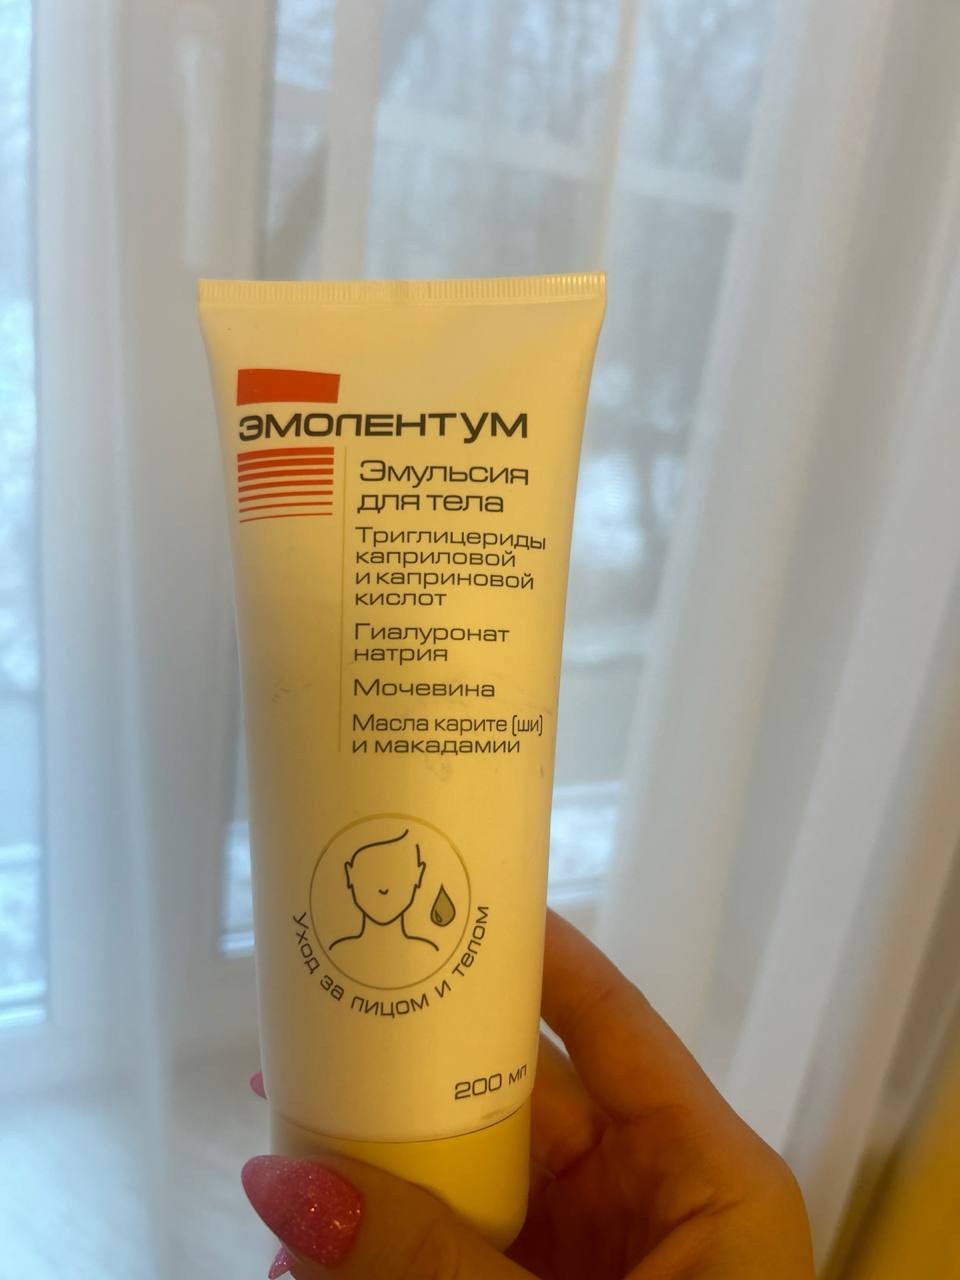 ЭМОЛЕНТУМ
Эмульсия
для тела
Триглицериды
каприловой
и каприновой
кислот
Гиалуронат
натрия
Мочевина
Масла карите (ши)
и макадамии
Уход за лицом и телом
200 мл